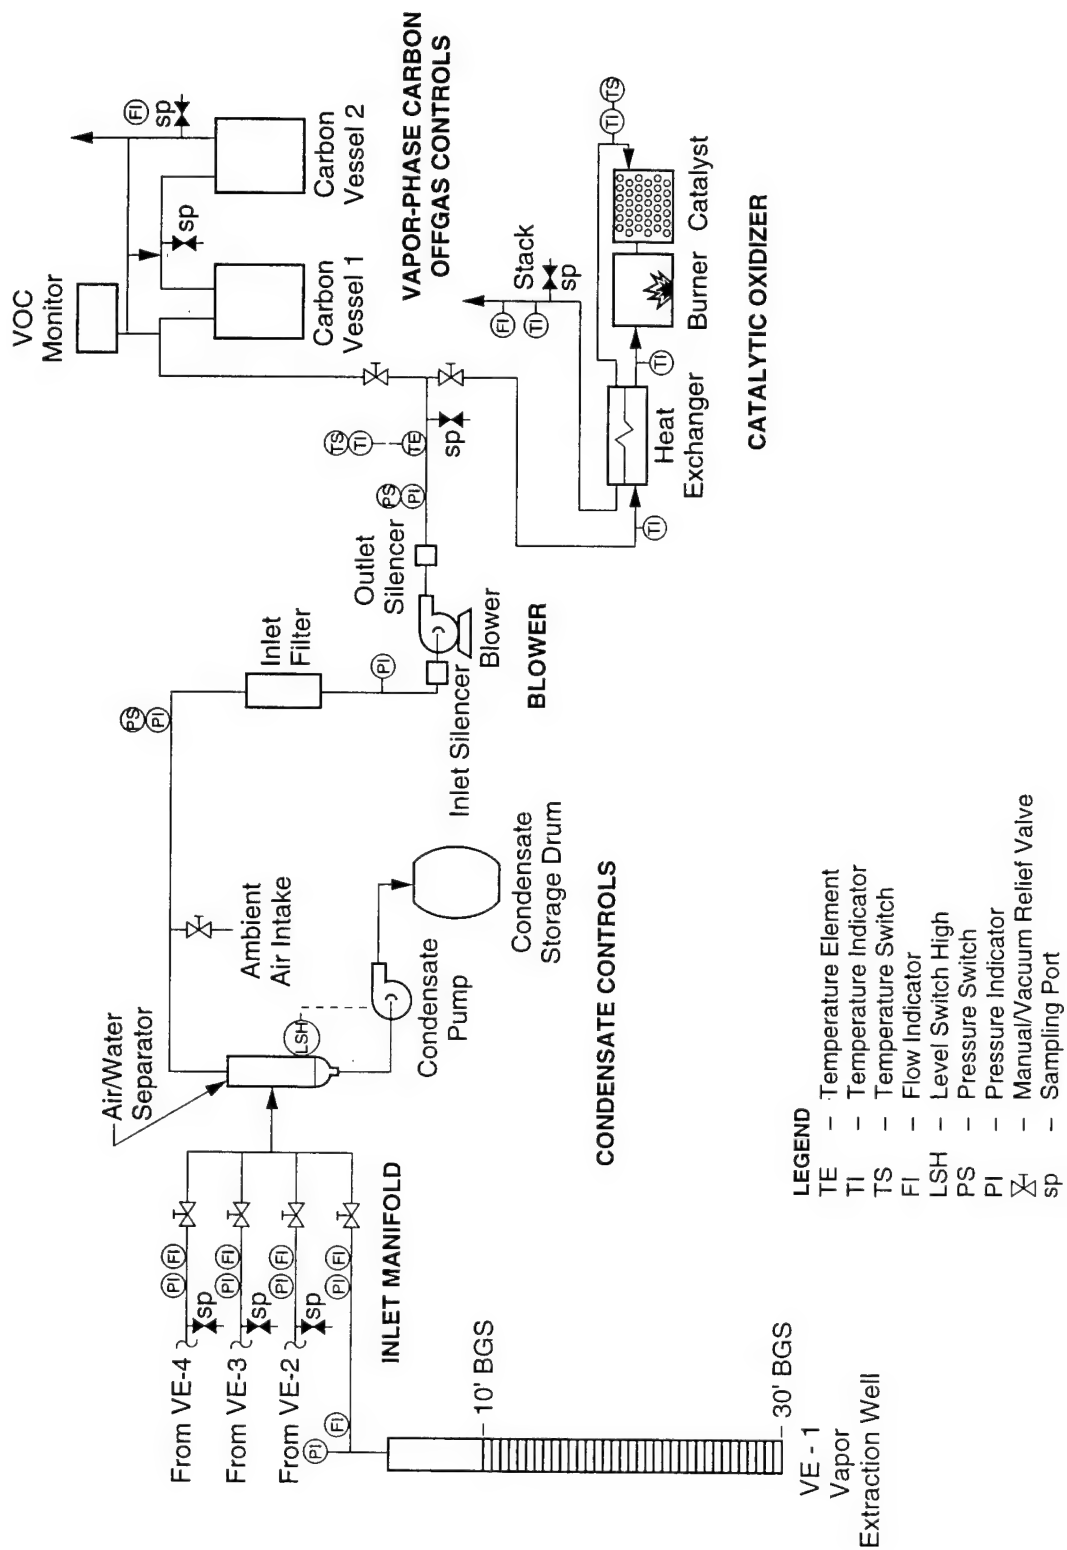 From VE-4
From VE-3
From VE-2
sp
sp
sp
PI
FI
PI
FI
PI
FI
PI
FI
PI
FI
INLET MANIFOLD
10' BGS
30' BGS
VE - 1
Vapor
Extraction Well
Air/Water
Separator
LSH
Ambient
Air Intake
Condensate
Pump
Condensate
Storage Drum
CONDENSATE CONTROLS
PS
PI
Inlet
Filter
PI
Inlet Silencer
Blower
Outlet
Silencer
BLOWER
PS
PI
TS
TI
TE
sp
VOC
Monitor
Carbon
Vessel 1
sp
Carbon
Vessel 2
FI
sp
VAPOR-PHASE CARBON
OFFGAS CONTROLS
Stack
FI
TI
sp
TI
Heat
Exchanger
TI
Burner
Catalyst
TI
TS
CATALYTIC OXIDIZER
LEGEND
TE – Temperature Element
TI – Temperature Indicator
TS – Temperature Switch
FI – Flow Indicator
LSH – Level Switch High
PS – Pressure Switch
PI – Pressure Indicator
– Manual/Vacuum Relief Valve
sp – Sampling Port